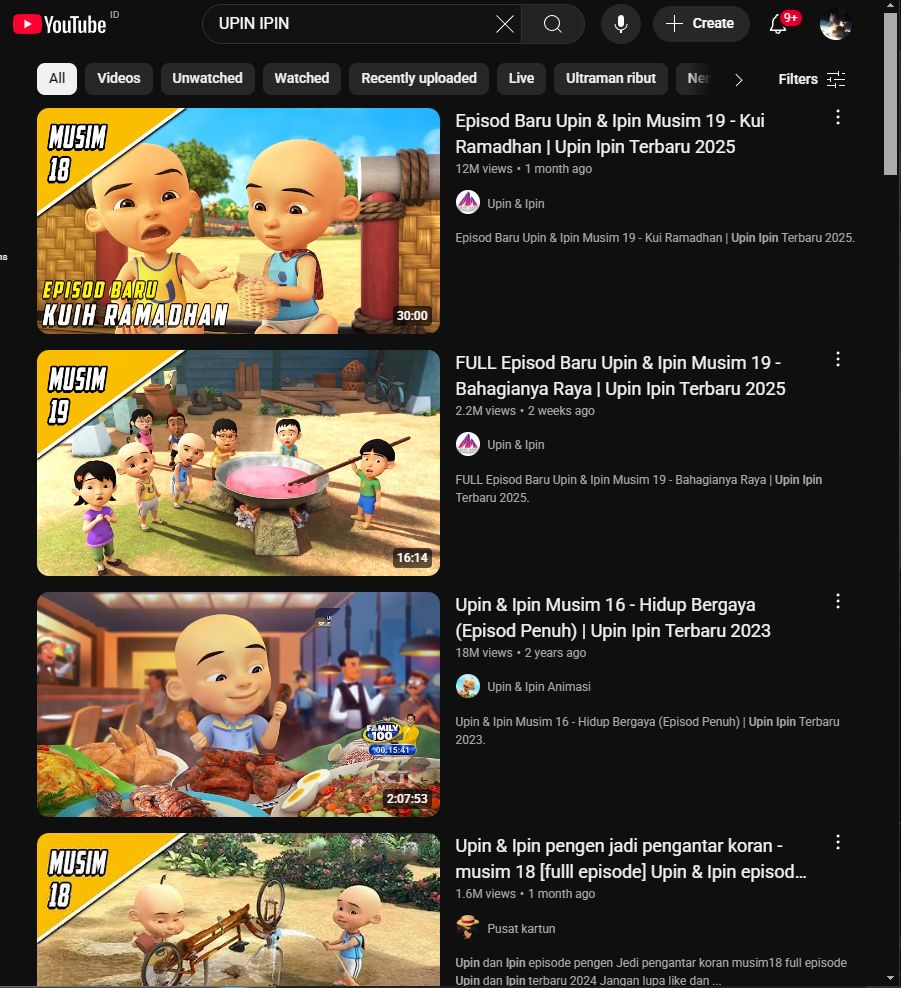 YouTube ID
UPIN IPIN
Create
9+
All
Videos
Unwatched
Watched
Recently uploaded
Live
Ultraman ribut
Filters
MUSIM
18
EPISOD BARU
KUIH RAMADHAN
30:00
Episod Baru Upin & Ipin Musim 19 - Kui
Ramadhan | Upin Ipin Terbaru 2025
12M views • 1 month ago
Upin & Ipin
Episod Baru Upin & Ipin Musim 19 - Kui Ramadhan | Upin Ipin Terbaru 2025.
MUSIM
19
16:14
FULL Episod Baru Upin & Ipin Musim 19 -
Bahagianya Raya | Upin Ipin Terbaru 2025
2.2M views • 2 weeks ago
Upin & Ipin
FULL Episod Baru Upin & Ipin Musim 19 - Bahagianya Raya | Upin Ipin
Terbaru 2025.
FAMILY
100
00:15:41
RCTI
2:07:53
Upin & Ipin Musim 16 - Hidup Bergaya
(Episod Penuh) | Upin Ipin Terbaru 2023
18M views • 2 years ago
Upin & Ipin Animasi
Upin & Ipin Musim 16 - Hidup Bergaya (Episod Penuh) | Upin Ipin Terbaru
2023.
MUSIM
18
Upin & Ipin pengen jadi pengantar koran -
musim 18 [fulll episode] Upin & Ipin episod...
1.6M views • 1 month ago
Pusat kartun
Upin dan Ipin episode pengen Jedi pengantar koran musim18 full episode
Upin dan Ipin terbaru 2024 Jangan lupa like dan ...